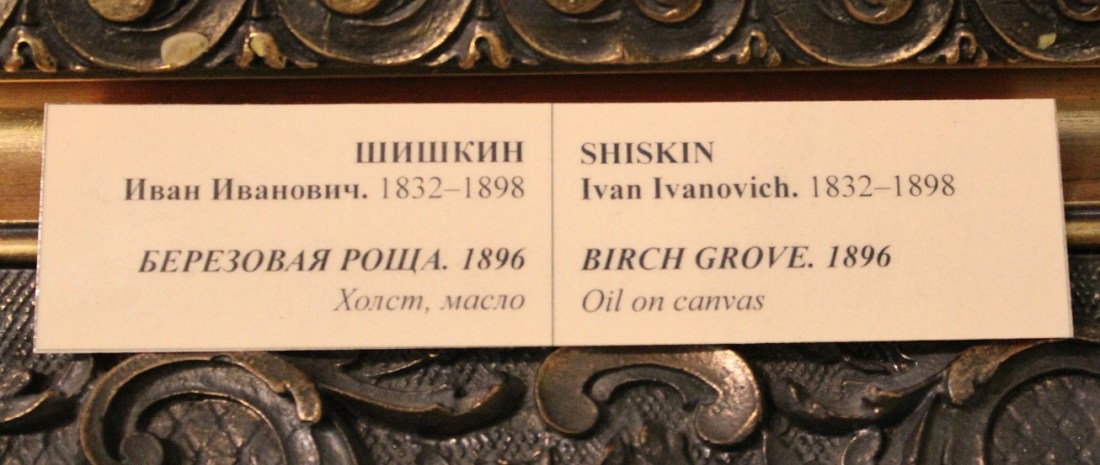 ШИШКИН
Иван Иванович. 1832–1898
БЕРЕЗОВАЯ РОЩА. 1896
Холст, масло
SHISKIN
Ivan Ivanovich. 1832–1898
BIRCH GROVE. 1896
Oil on canvas